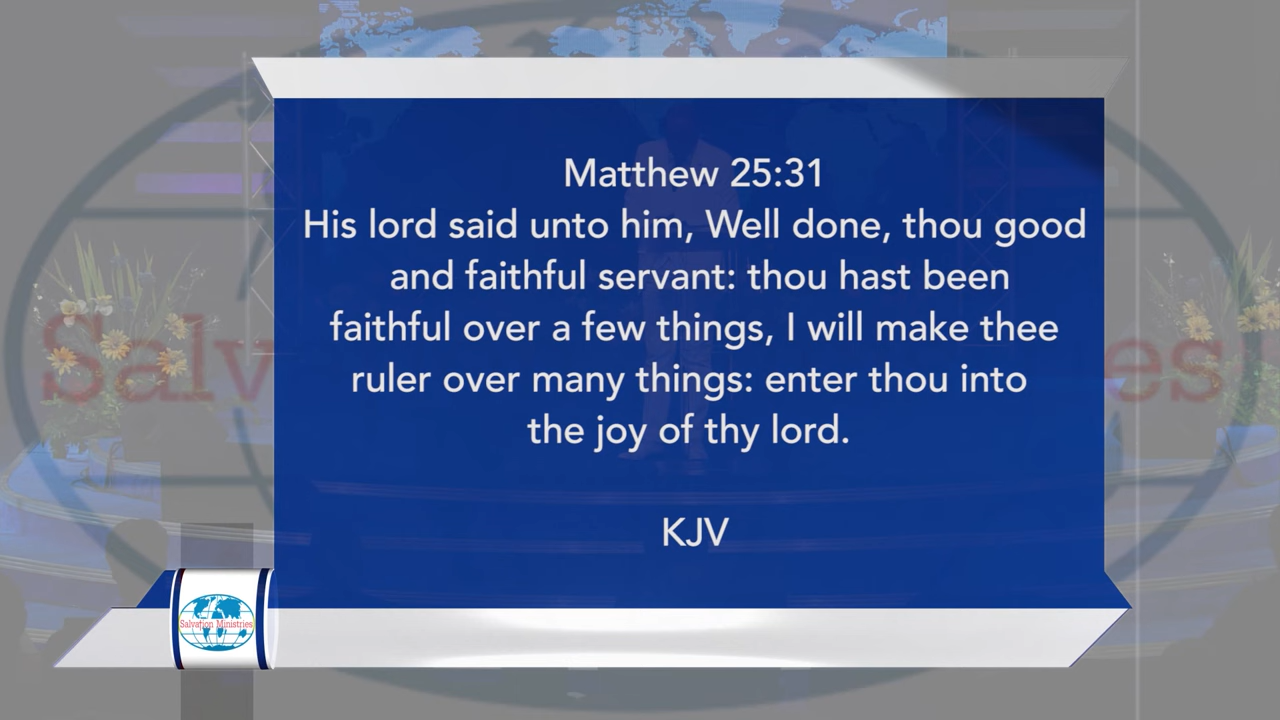 Matthew 25:31
His lord said unto him, Well done, thou good
and faithful servant: thou hast been
faithful over a few things, I will make thee
ruler over many things: enter thou into
the joy of thy lord.
KJV
Salvation Ministries